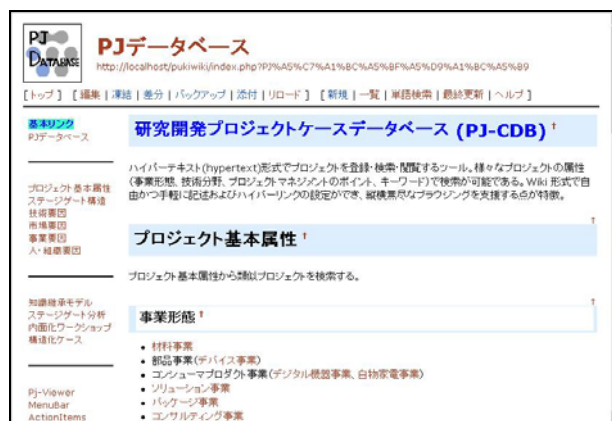 PJ
DATABASE
PJデータベース
http://localhost/pukiwiki/index.php?PJ%A5%C7%A1%BC%A5%BF%A5%D9%A1%BC%A5%B9
[トップ] [編集 | 凍結 | 差分 | バックアップ | 添付 | リロード] [新規 | 一覧 | 単語検索 | 最終更新 | ヘルプ]
基本リンク
PJデータベース
プロジェクト基本属性
ステージゲート構造
技術要因
市場要因
事業要因
人・組織要因
知識継承モデル
ステージゲート分析
内面化ワークショップ
構造化ケース
Pj-Viewer
MenuBar
ActionItems
研究開発プロジェクトケースデータベース (PJ-CDB) †
ハイパーテキスト(hypertext)形式でプロジェクトを登録・検索・閲覧するツール。様々なプロジェクトの属性
(事業形態、技術分野、プロジェクトマネジメントのポイント、キーワード)で検索が可能である。Wiki 形式で自
由かつ手軽に記述およびハイパーリンクの設定ができ、縦横無尽なブラウジングを支援する点が特徴。
↑
プロジェクト基本属性 †
プロジェクト基本属性から類似プロジェクトを検索する。
↑
事業形態 †
• 材料事業
• 部品事業(デバイス事業)
• コンシューマプロダクト事業(デジタル機器事業、白物家電事業)
• ソリューション事業
• パッケージ事業
• コンサルティング事業